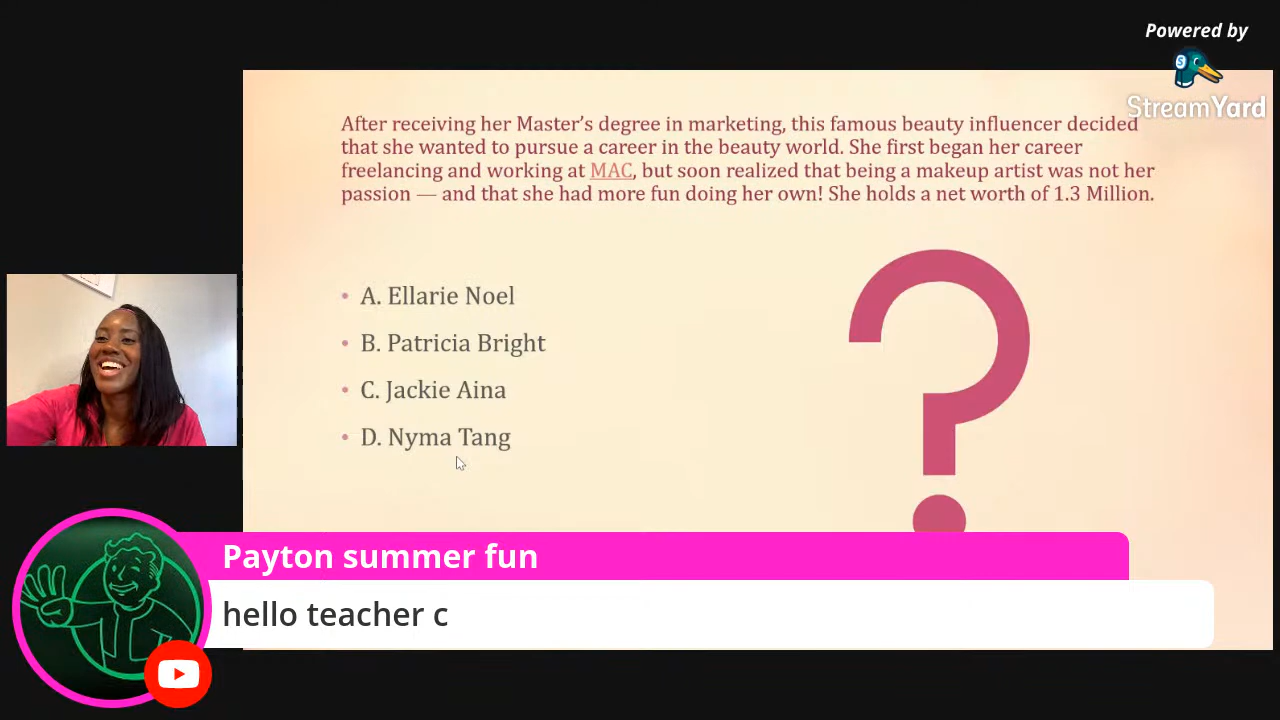 Powered by
StreamYard
After receiving her Master’s degree in marketing, this famous beauty influencer decided
that she wanted to pursue a career in the beauty world. She first began her career
freelancing and working at MAC, but soon realized that being a makeup artist was not her
passion — and that she had more fun doing her own! She holds a net worth of 1.3 Million.
• A. Ellarie Noel
• B. Patricia Bright
• C. Jackie Aina
• D. Nyma Tang
?
Payton summer fun
hello teacher c